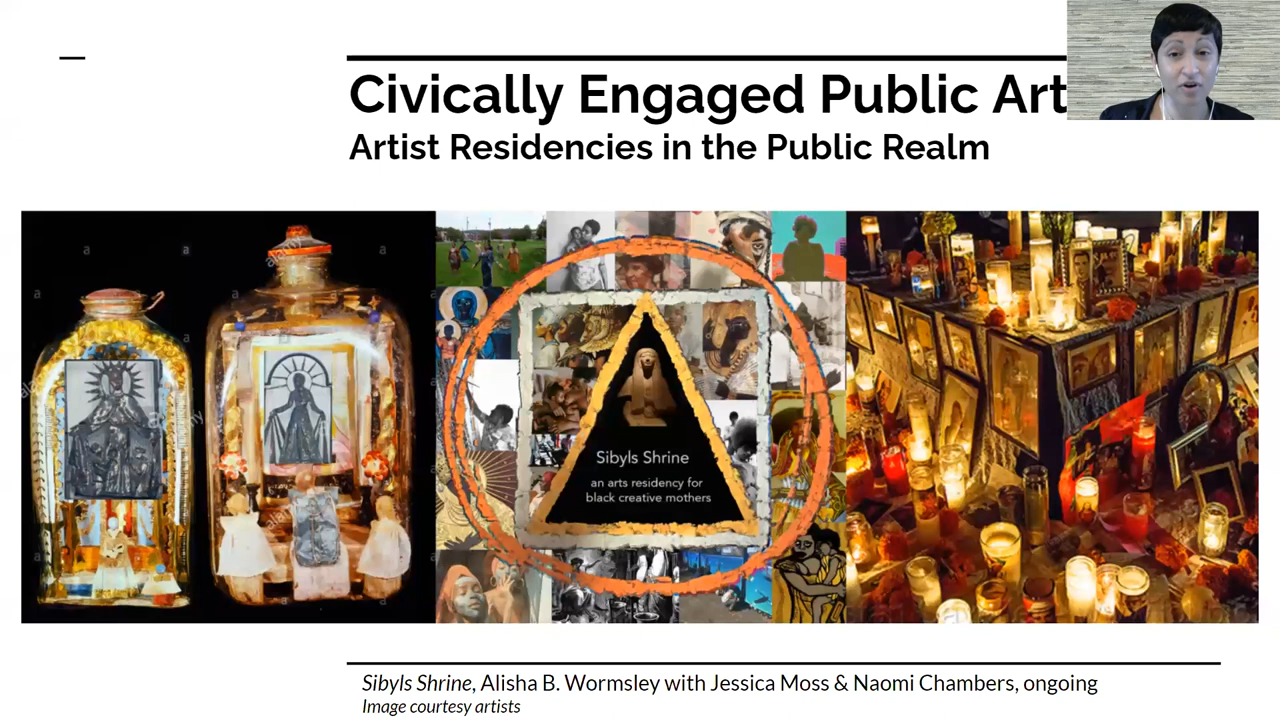 Civically Engaged Public Art
Artist Residencies in the Public Realm
Sibyls Shrine
an arts residency for
black creative mothers
Sibyls Shrine, Alisha B. Wormsley with Jessica Moss & Naomi Chambers, ongoing
Image courtesy artists